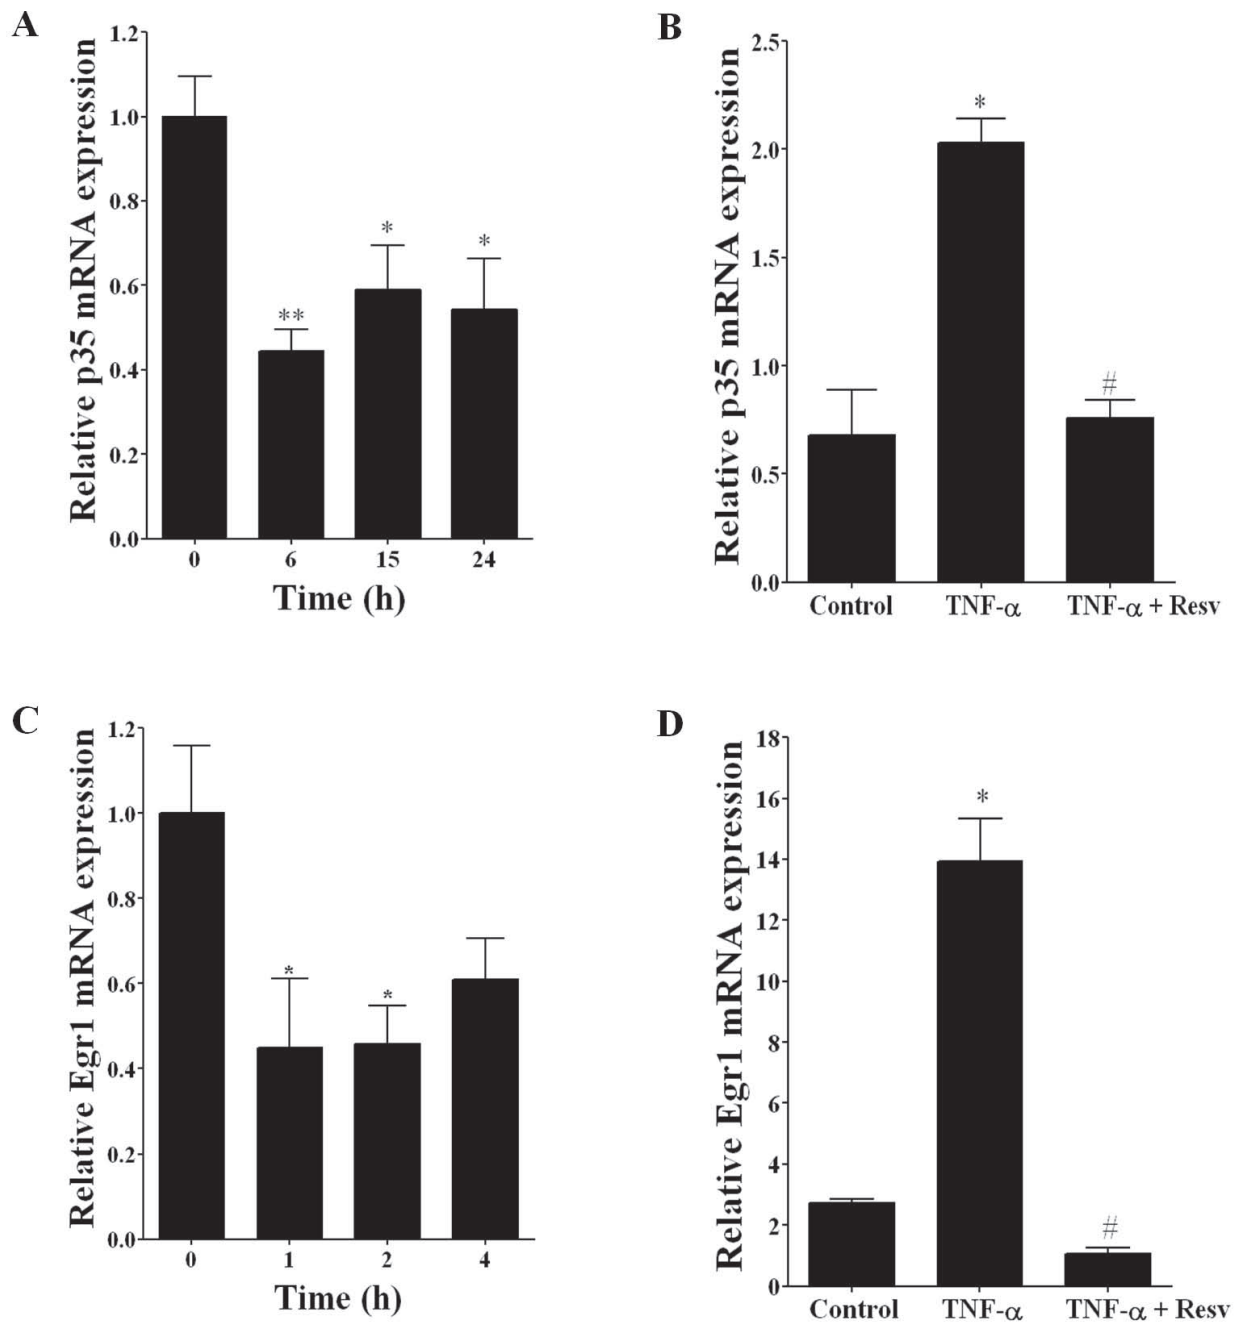 A
Relative p35 mRNA expression
1.2
1.0
0.8
0.6
0.4
0.2
0.0
**
*
*
0 6 15 24
Time (h)
B
Relative p35 mRNA expression
2.5
2.0
1.5
1.0
0.5
0.0
*
#
Control TNF-α TNF-α + Resv
C
Relative Egr1 mRNA expression
1.2
1.0
0.8
0.6
0.4
0.2
0.0
*
*
0 1 2 4
Time (h)
D
Relative Egr1 mRNA expression
18
16
14
12
10
8
6
4
2
0
*
#
Control TNF-α TNF-α + Resv